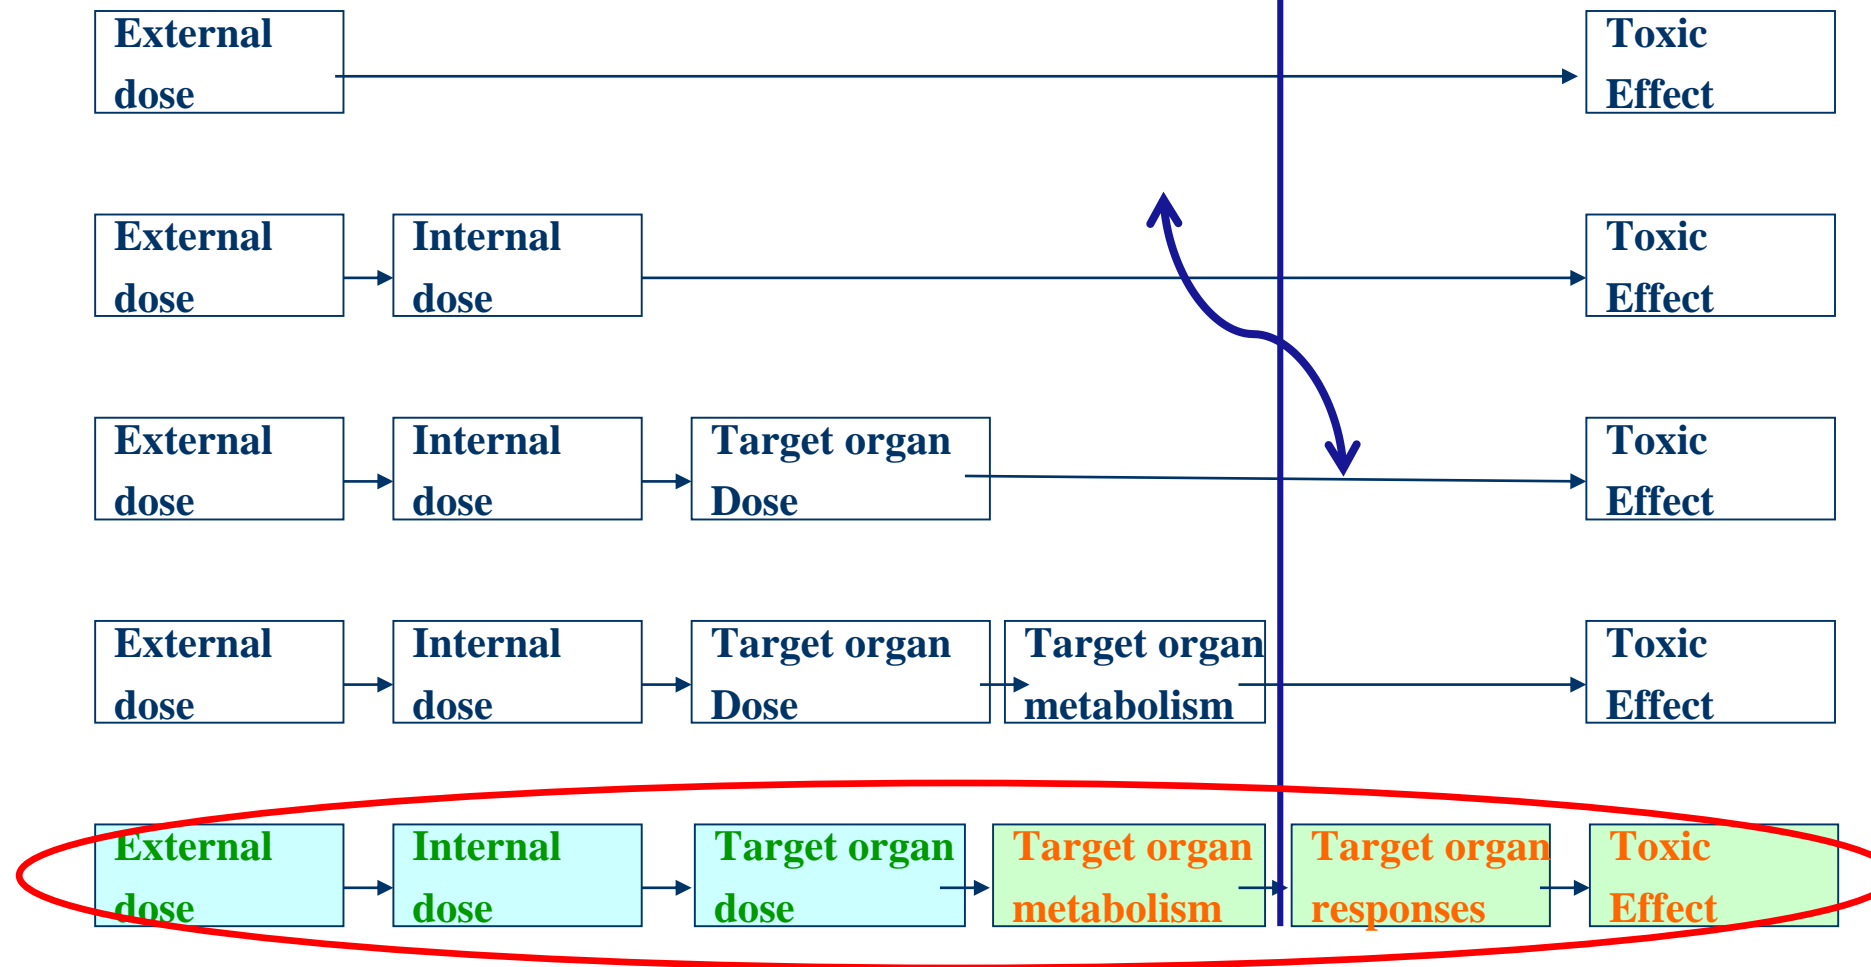 External
dose
Toxic
Effect
External
dose
Internal
dose
Toxic
Effect
External
dose
Internal
dose
Target organ
Dose
Toxic
Effect
External
dose
Internal
dose
Target organ
Dose
Target organ
metabolism
Toxic
Effect
External
dose
Internal
dose
Target organ
dose
Target organ
metabolism
Target organ
responses
Toxic
Effect